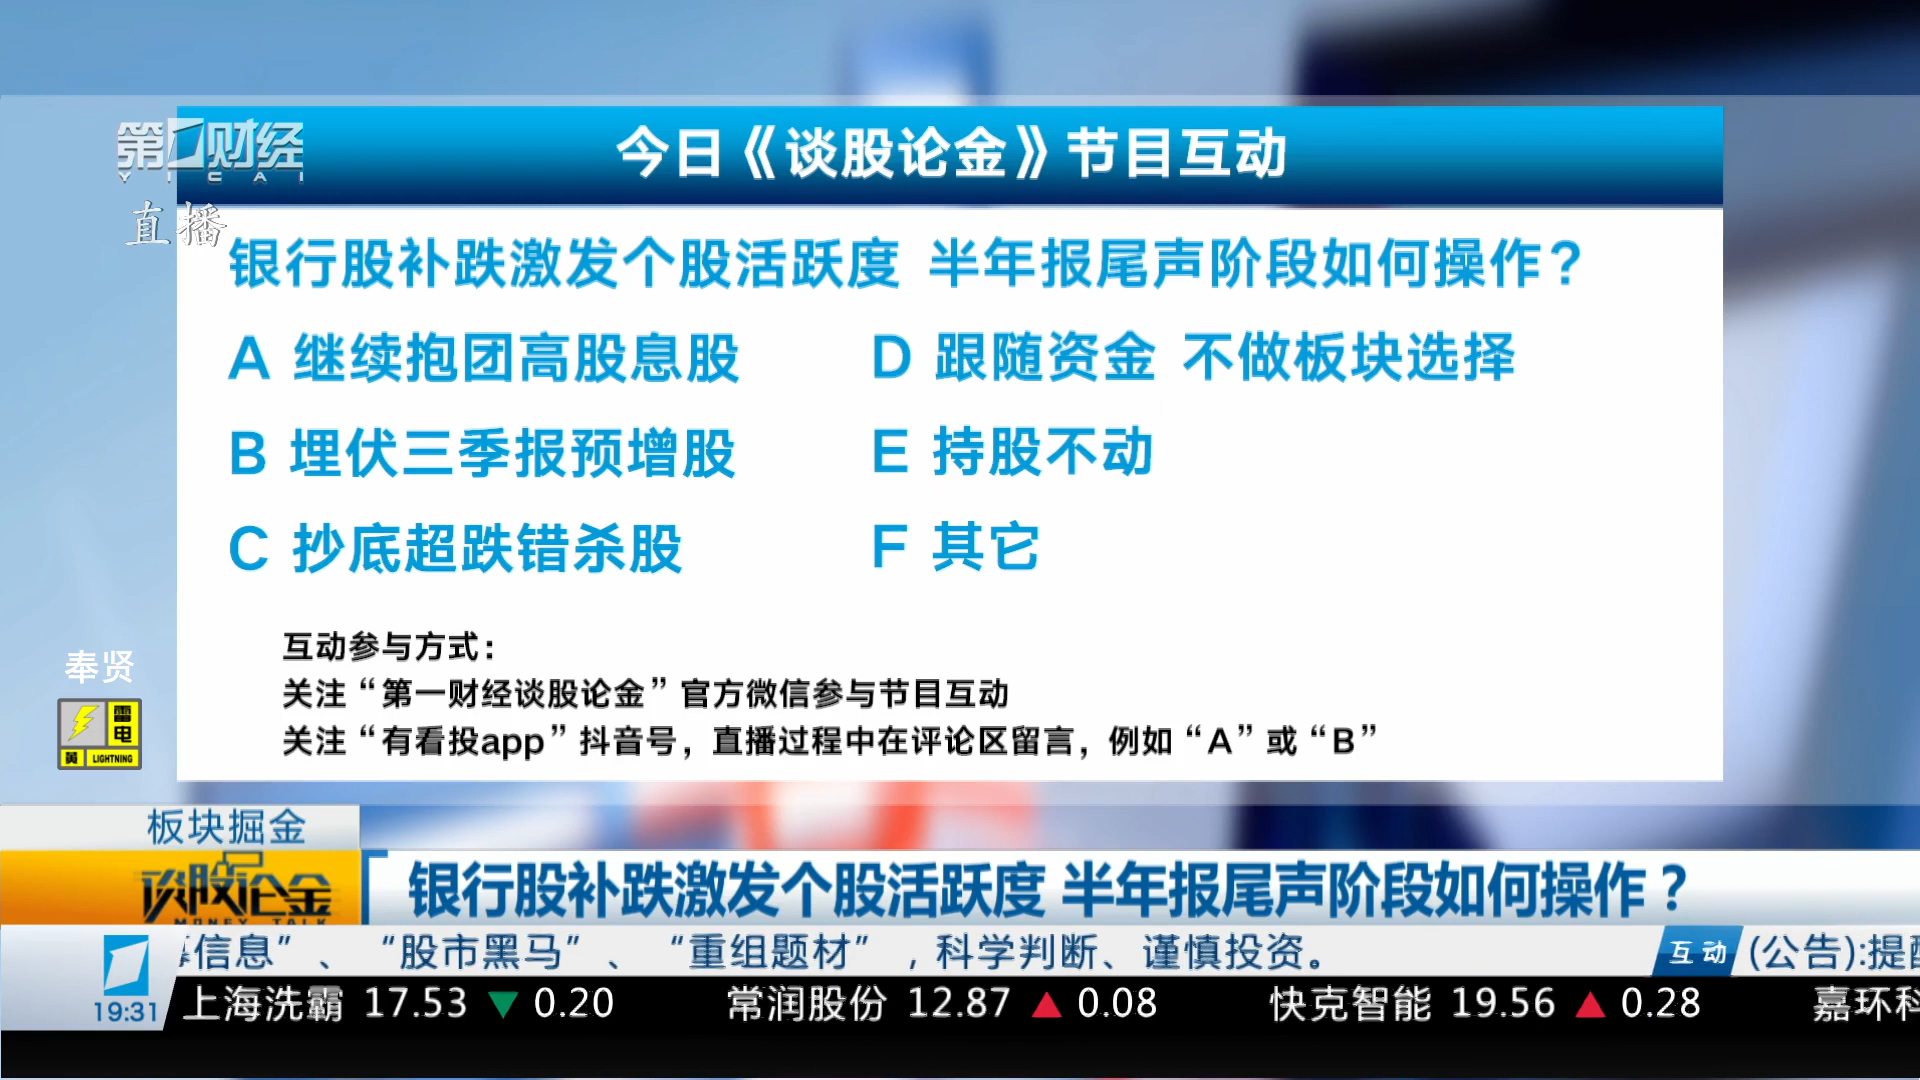 今日《谈股论金》节目互动
第一财经
YICAI
直播
银行股补跌激发个股活跃度 半年报尾声阶段如何操作？
A 继续抱团高股息股
D 跟随资金 不做板块选择
B 埋伏三季报预增股
E 持股不动
C 抄底超跌错杀股
F 其它
互动参与方式：
关注“第一财经谈股论金”官方微信参与节目互动
关注“有看投app”抖音号，直播过程中在评论区留言，例如“A”或“B”
奉贤
雷电
黄 LIGHTNING
板块掘金
谈股论金
MONEY TALK
银行股补跌激发个股活跃度 半年报尾声阶段如何操作？
信息”、 “股市黑马”、 “重组题材”，科学判断、谨慎投资。 互动 (公告):提醒
19:31
上海洗霸 17.53 ▼ 0.20 常润股份 12.87 ▲ 0.08 快克智能 19.56 ▲ 0.28 嘉环科